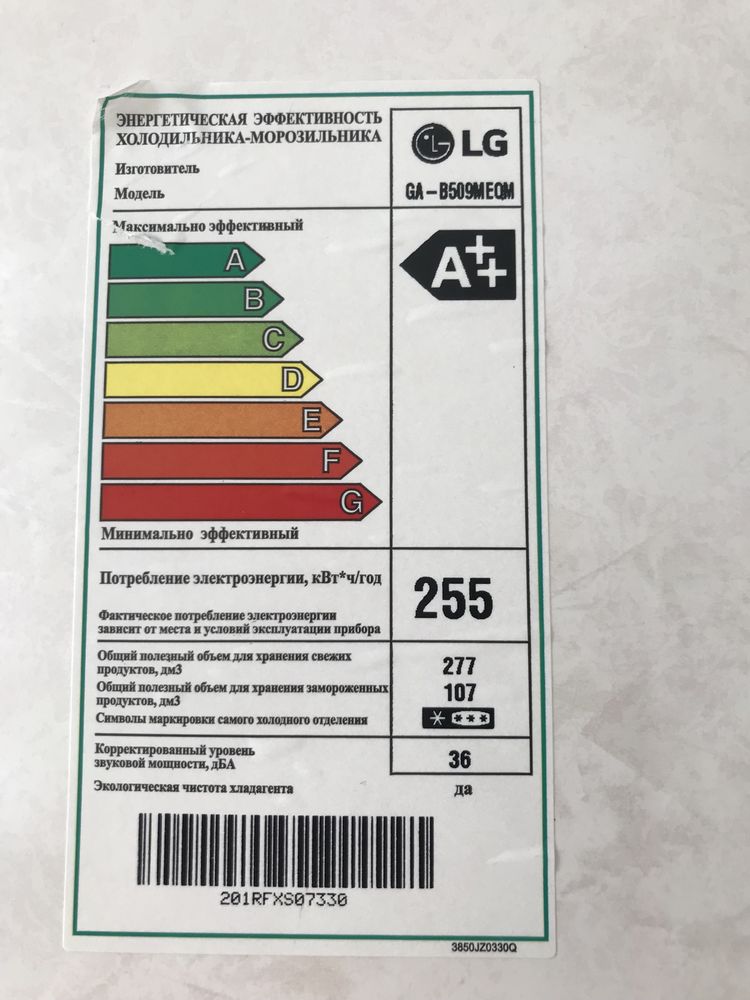 ЭНЕРГЕТИЧЕСКАЯ ЭФФЕКТИВНОСТЬ
ХОЛОДИЛЬНИКА-МОРОЗИЛЬНИКА
LG
Изготовитель
Модель
GA-B509MEQM
Максимально эффективный
A++
A
B
C
D
E
F
G
Минимально эффективный
Потребление электроэнергии, кВт*ч/год
255
Фактическое потребление электроэнергии
зависит от места и условий эксплуатации прибора
Общий полезный объем для хранения свежих
продуктов, дм3
277
Общий полезный объем для хранения замороженных
продуктов, дм3
107
Символы маркировки самого холодного отделения
Корректированный уровень
звуковой мощности, дБА
36
Экологическая чистота хладагента
да
201RFXS07330
3850JZ0330Q